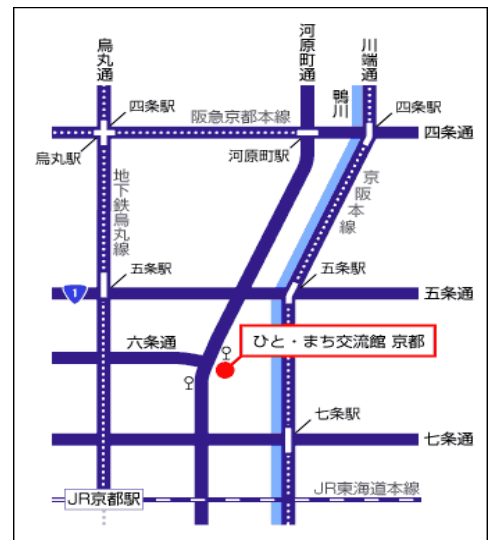 烏丸通
河原町通
川端通
鴨川
四条駅
阪急京都本線
四条駅
四条通
烏丸駅
河原町駅
地下鉄烏丸線
京阪本線
五条駅
五条駅
1
五条通
六条通
ひと・まち交流館 京都
七条駅
七条通
JR東海道本線
JR京都駅